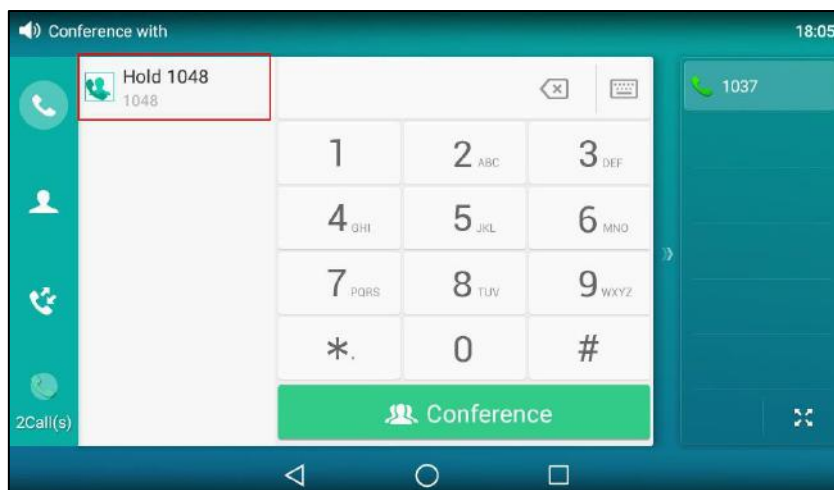 Conference with
18:05
Hold 1048
1048
1037
1
2 ABC
3 DEF
4 GHI
5 JKL
6 MNO
7 PQRS
8 TUV
9 WXYZ
*.
0
#
2Call(s)
Conference